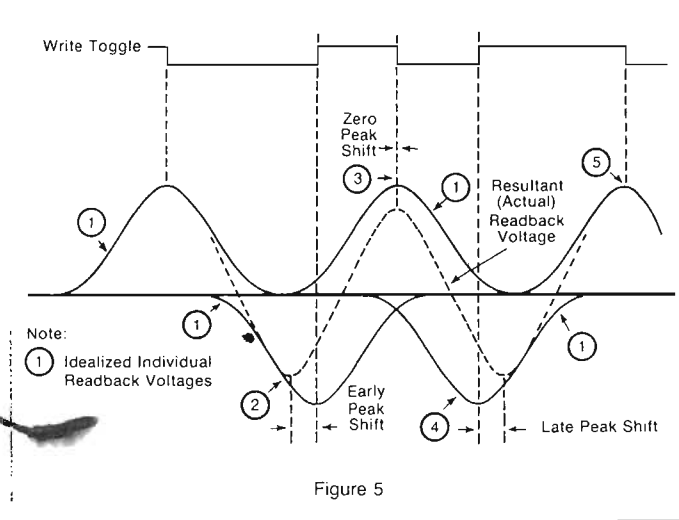 Write Toggle
Zero
Peak
Shift
3
1
5
1
Resultant
(Actual)
Readback
Voltage
1
1
Note:
1 Idealized Individual
Readback Voltages
2
Early
Peak
Shift
4
Late Peak Shift
Figure 5